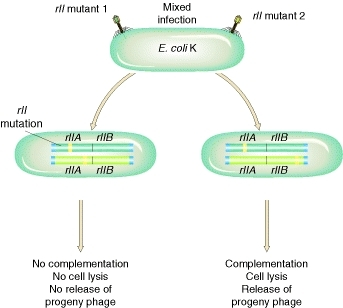 rII mutant 1
Mixed
infection
rII mutant 2
E. coli K
rII
mutation
rIIA rIIB
rIIA rIIB
rIIA rIIB
rIIA rIIB
No complementation
No cell lysis
No release of
progeny phage
Complementation
Cell lysis
Release of
progeny phage